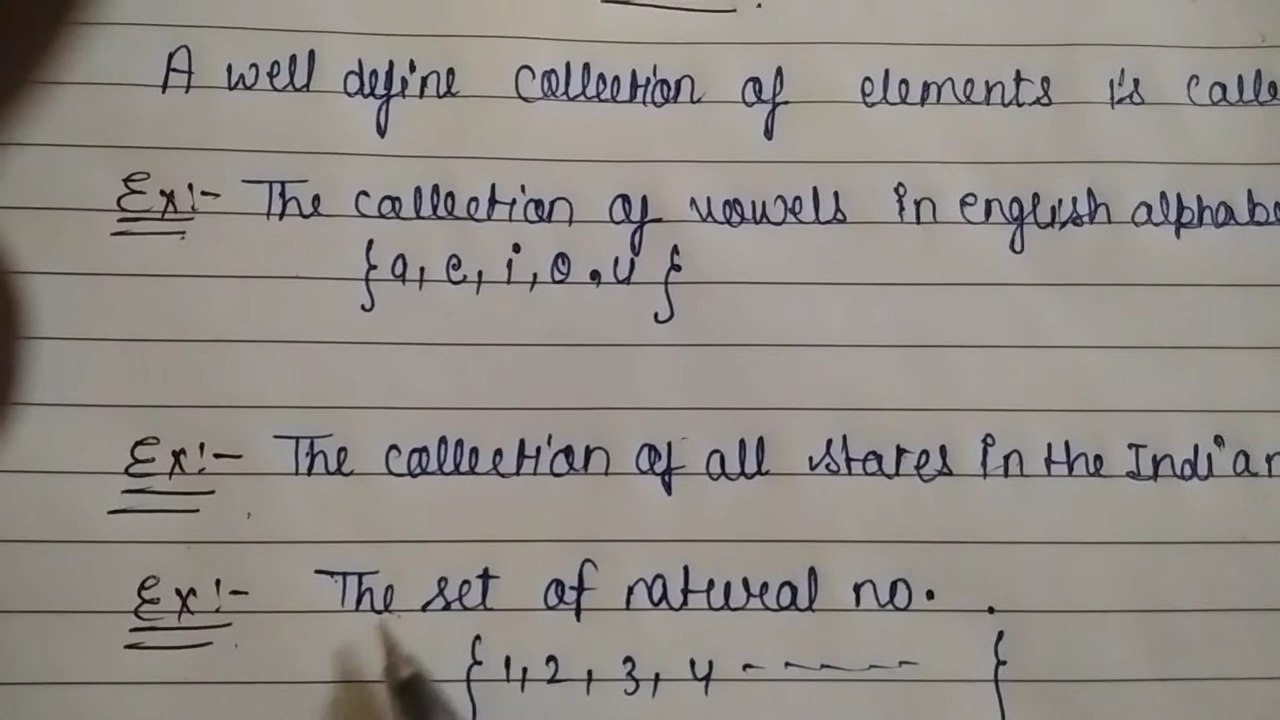 A well define collection of elements is calle
Ex:- The collection of vowels in english alphabe
{a, e, i, o, u}
Ex:- The collection of all states in the Indian
Ex:- The set of natural no.
{1, 2, 3, 4 ------ }